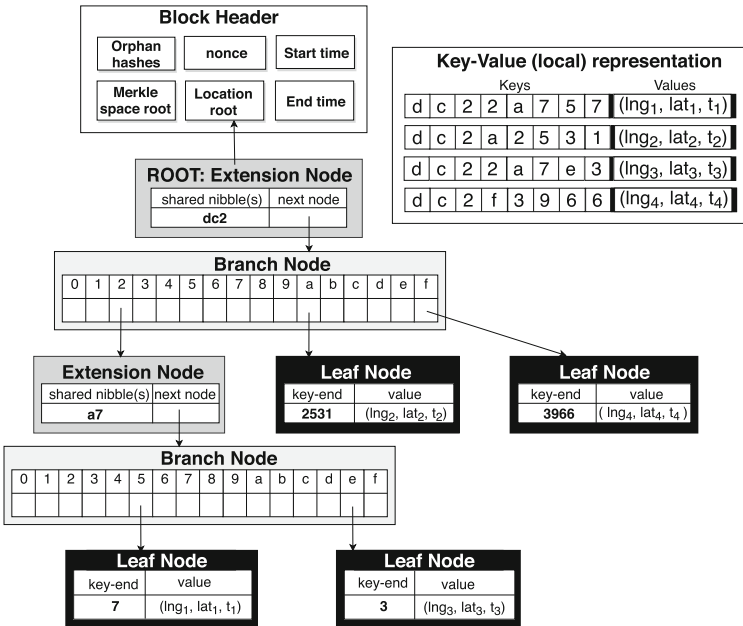 Block Header
Orphan hashes
nonce
Start time
Merkle space root
Location root
End time
Key-Value (local) representation
Keys Values
d c 2 2 a 7 5 7 (lng1, lat1, t1)
d c 2 a 2 5 3 1 (lng2, lat2, t2)
d c 2 2 a 7 e 3 (lng3, lat3, t3)
d c 2 f 3 9 6 6 (lng4, lat4, t4)
ROOT: Extension Node
shared nibble(s) next node
dc2
Branch Node
0 1 2 3 4 5 6 7 8 9 a b c d e f
Extension Node
shared nibble(s) next node
a7
Leaf Node
key-end value
2531 (lng2, lat2, t2)
Leaf Node
key-end value
3966 ( lng4, lat4, t4 )
Branch Node
0 1 2 3 4 5 6 7 8 9 a b c d e f
Leaf Node
key-end value
7 (lng1, lat1, t1)
Leaf Node
key-end value
3 (lng3, lat3, t3)